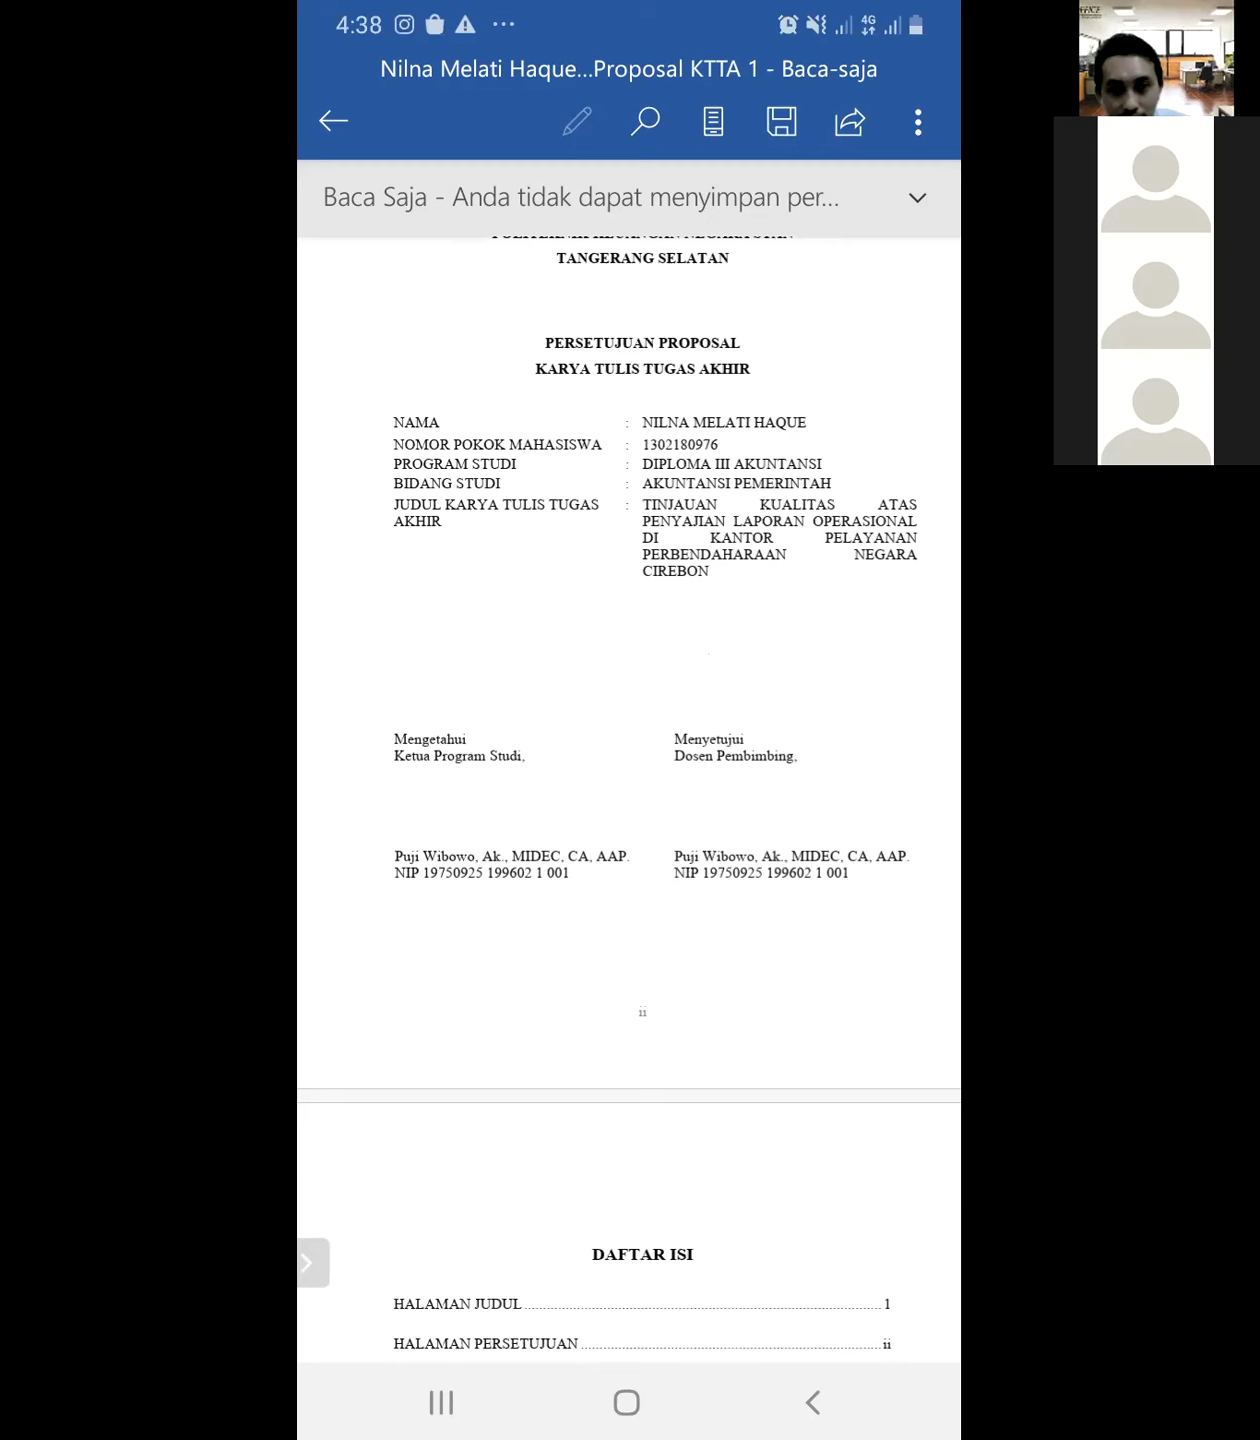 4:38
4G
Nilna Melati Haque...Proposal KTTA 1 - Baca-saja
Baca Saja - Anda tidak dapat menyimpan per...
TANGERANG SELATAN
PERSETUJUAN PROPOSAL
KARYA TULIS TUGAS AKHIR
NAMA : NILNA MELATI HAQUE
NOMOR POKOK MAHASISWA : 1302180976
PROGRAM STUDI : DIPLOMA III AKUNTANSI
BIDANG STUDI : AKUNTANSI PEMERINTAH
JUDUL KARYA TULIS TUGAS AKHIR : TINJAUAN KUALITAS ATAS
PENYAJIAN LAPORAN OPERASIONAL
DI KANTOR PELAYANAN
PERBENDAHARAAN NEGARA
CIREBON
Mengetahui
Ketua Program Studi,
Menyetujui
Dosen Pembimbing,
Puji Wibowo, Ak., MIDEC, CA, AAP.
NIP 19750925 199602 1 001
Puji Wibowo, Ak., MIDEC, CA, AAP.
NIP 19750925 199602 1 001
ii
DAFTAR ISI
HALAMAN JUDUL 1
HALAMAN PERSETUJUAN ii